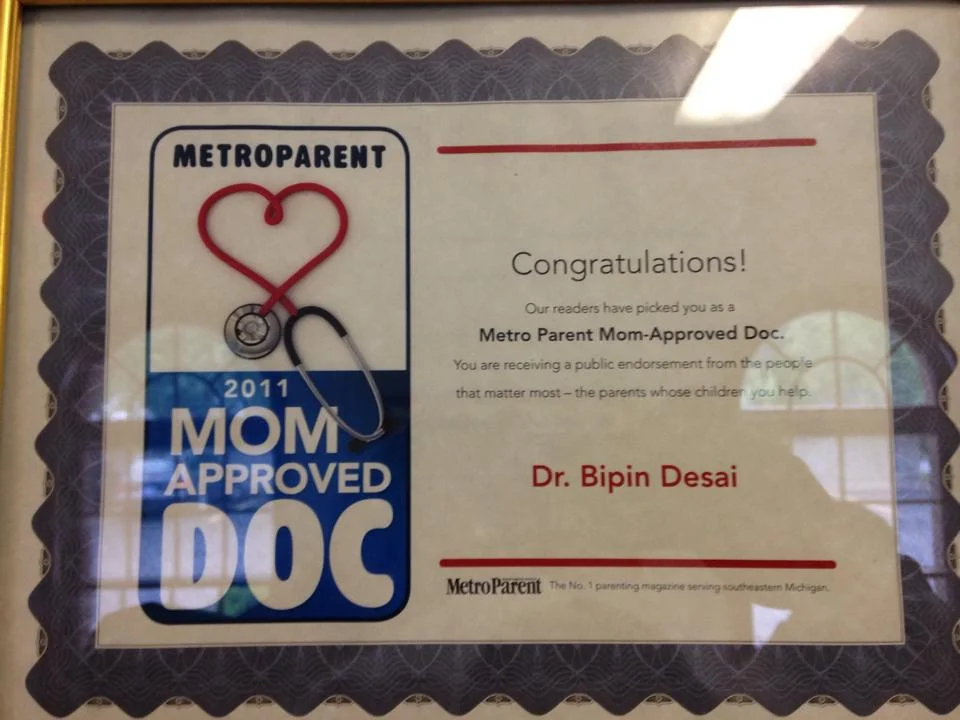 METROPARENT
2011
MOM
APPROVED
DOC
Congratulations!
Our readers have picked you as a
Metro Parent Mom-Approved Doc.
You are receiving a public endorsement from the people
that matter most – the parents whose children you help.
Dr. Bipin Desai
MetroParent The No. 1 parenting magazine serving southeastern Michigan.